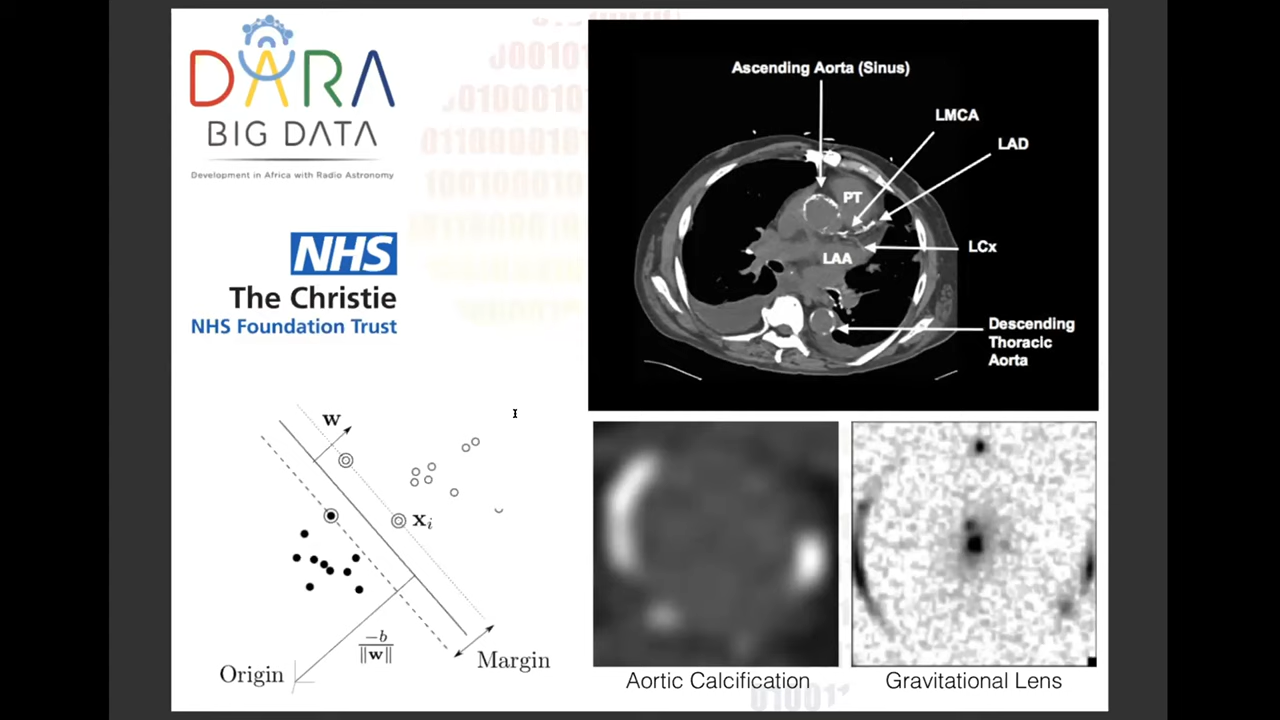 DARA
BIG DATA
Development in Africa with Radio Astronomy
NHS
The Christie
NHS Foundation Trust
Ascending Aorta (Sinus)
LMCA
LAD
PT
LCx
LAA
Descending
Thoracic
Aorta
w
x_i
-b
||w||
Origin
Margin
Aortic Calcification
Gravitational Lens